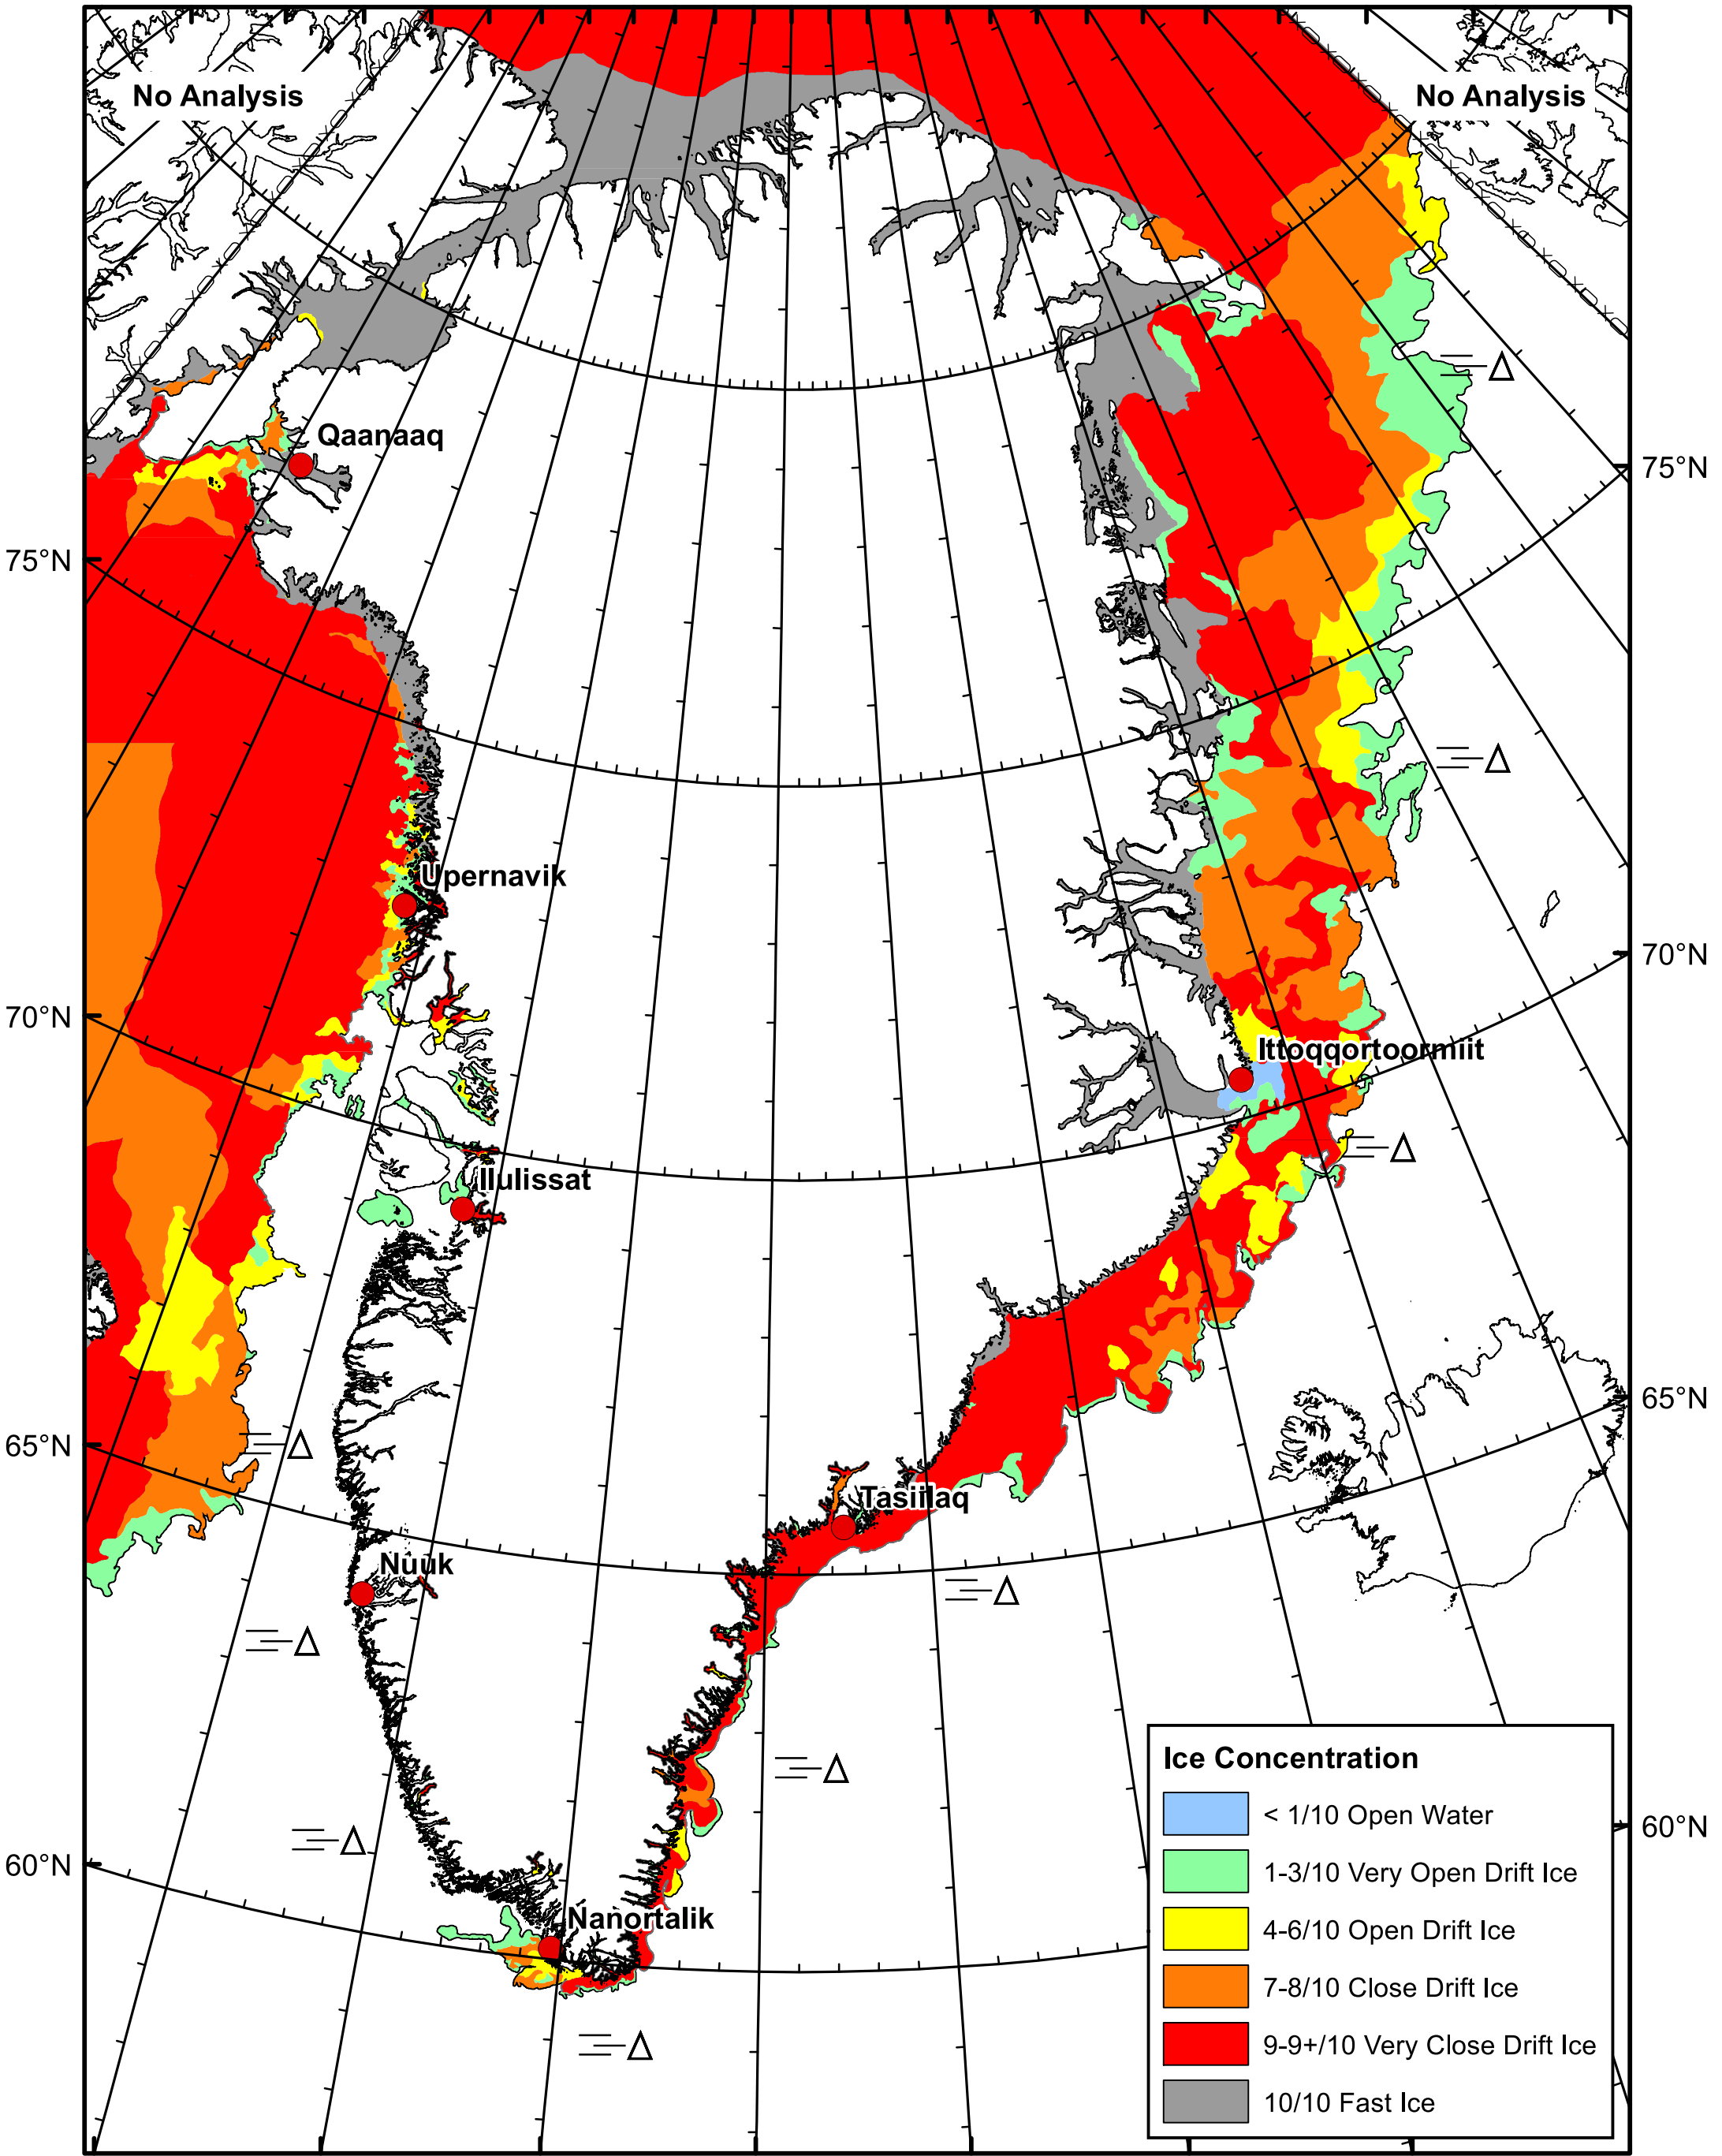 No Analysis
No Analysis
Qaanaaq
75°N
75°N
Upernavik
70°N
70°N
Ittoqqortoormiit
Ilulissat
65°N
65°N
Tasiilaq
Nuuk
60°N
60°N
Nanortalik
Ice Concentration
< 1/10 Open Water
1-3/10 Very Open Drift Ice
4-6/10 Open Drift Ice
7-8/10 Close Drift Ice
9-9+/10 Very Close Drift Ice
10/10 Fast Ice